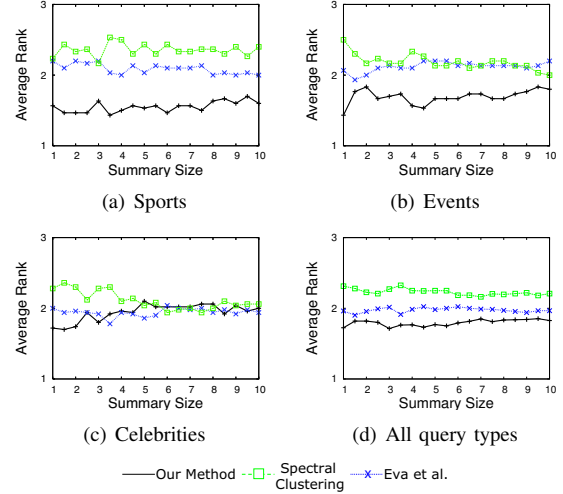 3
2
1
Average Rank
1 2 3 4 5 6 7 8 9 10
Summary Size
(a) Sports
3
2
1
Average Rank
1 2 3 4 5 6 7 8 9 10
Summary Size
(b) Events
3
2
1
Average Rank
1 2 3 4 5 6 7 8 9 10
Summary Size
(c) Celebrities
3
2
1
Average Rank
1 2 3 4 5 6 7 8 9 10
Summary Size
(d) All query types
Our Method
Spectral
Clustering
Eva et al.